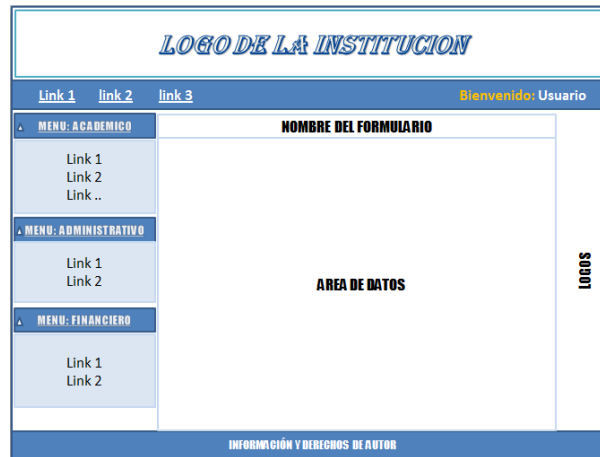 LOGO DE LA INSTITUCION
Link 1 link 2 link 3 Bienvenido: Usuario
MENU: ACADEMICO
Link 1
Link 2
Link ..
MENU: ADMINISTRATIVO
Link 1
Link 2
MENU: FINANCIERO
Link 1
Link 2
NOMBRE DEL FORMULARIO
AREA DE DATOS
LOGOS
INFORMACIÓN Y DERECHOS DE AUTOR